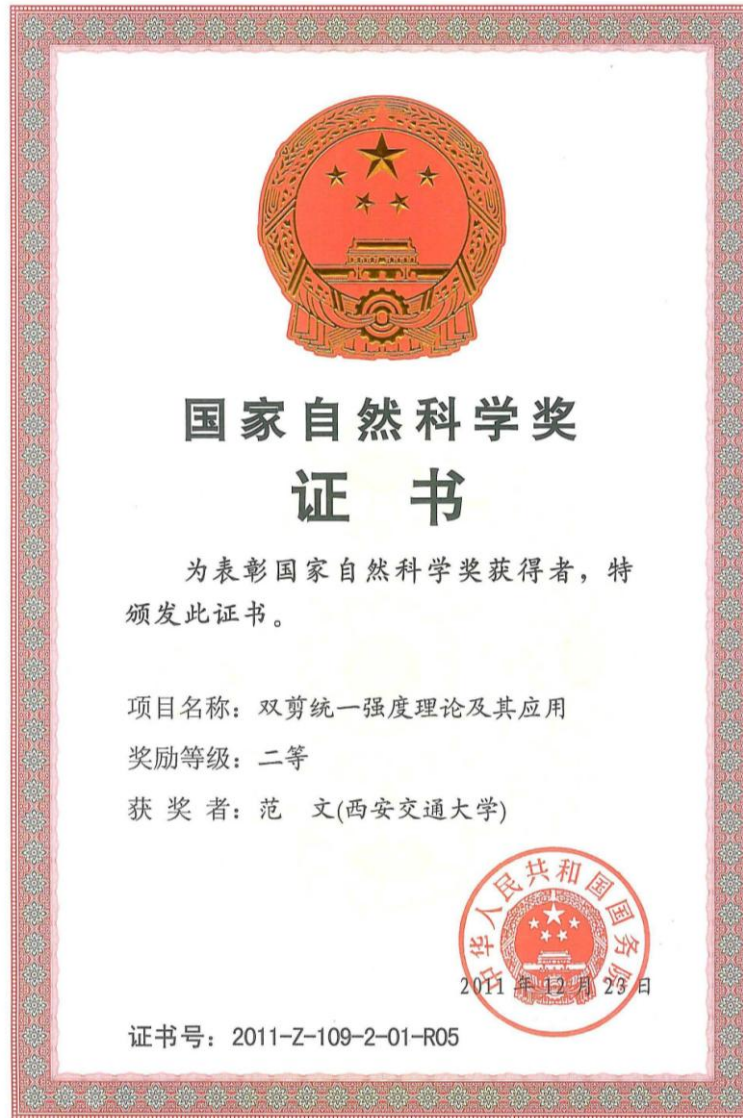 国家自然科学奖
证 书
为表彰国家自然科学奖获得者，特
颁发此证书。
项目名称：双剪统一强度理论及其应用
奖励等级：二等
获 奖 者：范 文(西安交通大学)
中华人民共和国国务院
2011 年 12 月 23 日
证书号：2011-Z-109-2-01-R05